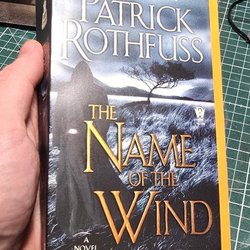 PATRICK
ROTHFUSS
THE
NAME
OF THE
WIND
A
NOVEL